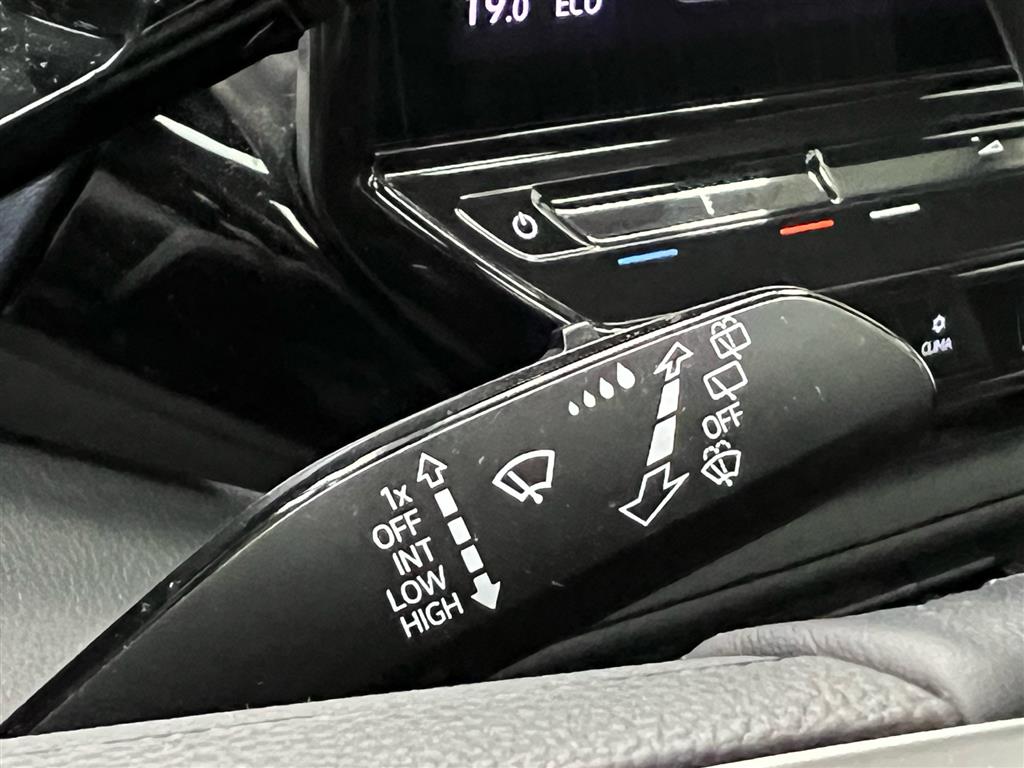 19.0 ECO
CLIMA
OFF
1x
OFF
INT
LOW
HIGH